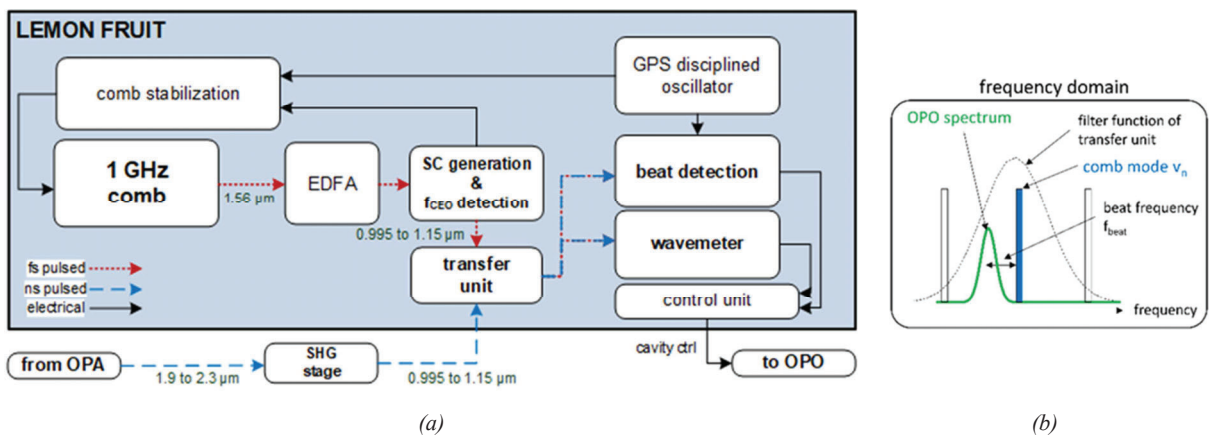 LEMON FRUIT
comb stabilization
GPS disciplined
oscillator
1 GHz
comb
1.56 µm
EDFA
SC generation
&
fCEO detection
beat detection
0.995 to 1.15 µm
wavemeter
transfer
unit
fs pulsed
ns pulsed
electrical
control unit
from OPA
1.9 to 2.3 µm
SHG
stage
0.995 to 1.15 µm
cavity ctrl
to OPO
(a)
frequency domain
OPO spectrum
filter function of
transfer unit
comb mode νn
beat frequency
fbeat
frequency
(b)